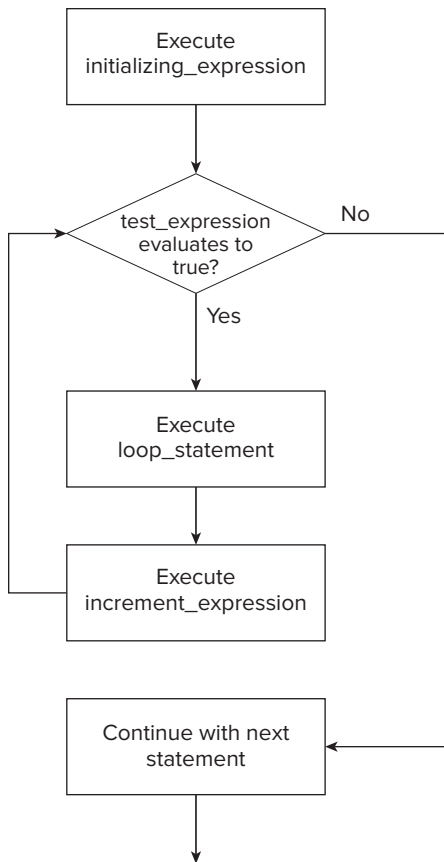 Execute
initializing_expression
test_expression
evaluates to
true?
No
Yes
Execute
loop_statement
Execute
increment_expression
Continue with next
statement